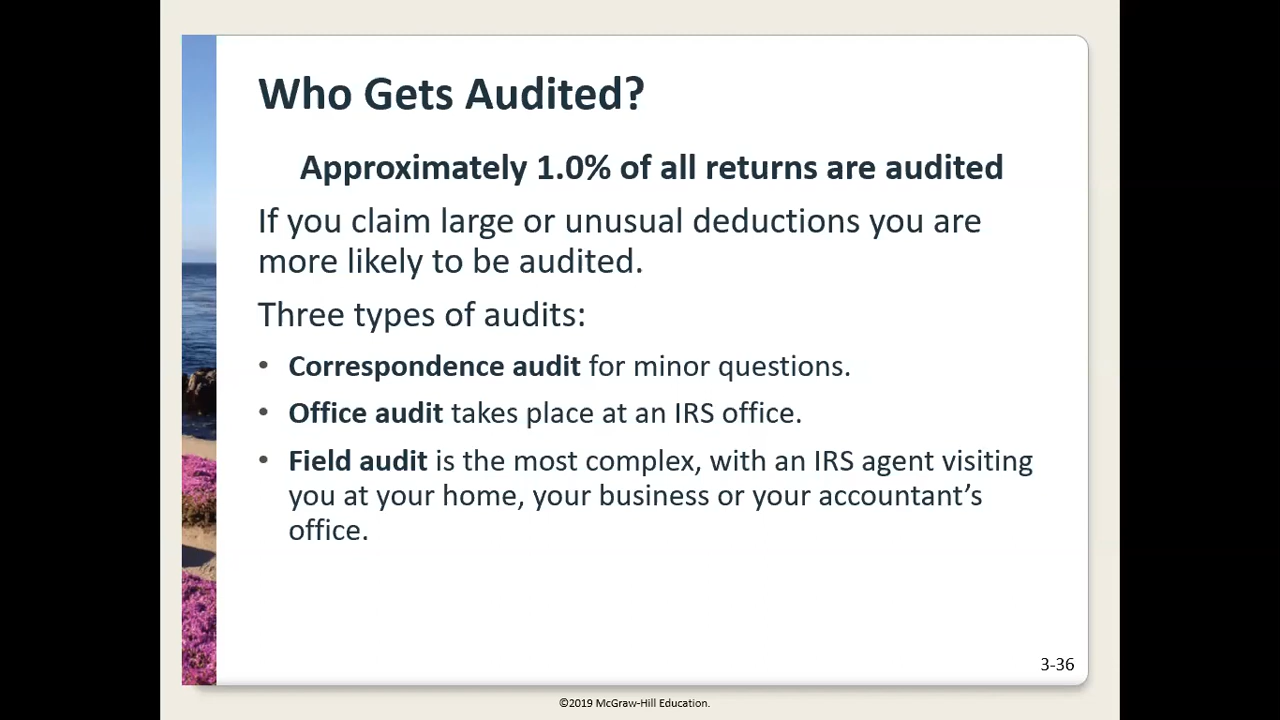 Who Gets Audited?
Approximately 1.0% of all returns are audited
If you claim large or unusual deductions you are
more likely to be audited.
Three types of audits:
• Correspondence audit for minor questions.
• Office audit takes place at an IRS office.
• Field audit is the most complex, with an IRS agent visiting
you at your home, your business or your accountant’s
office.
3-36
©2019 McGraw-Hill Education.